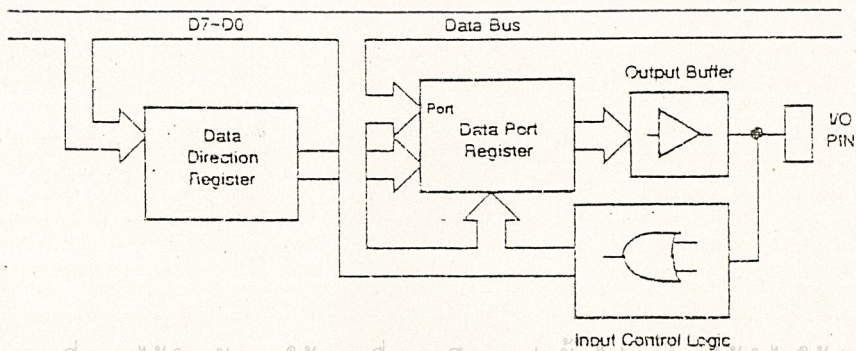 D7-D0 Data Bus
Output Buffer
Port
Data
Direction
Register
Data Port
Register
I/O
PIN
Input Control Logic